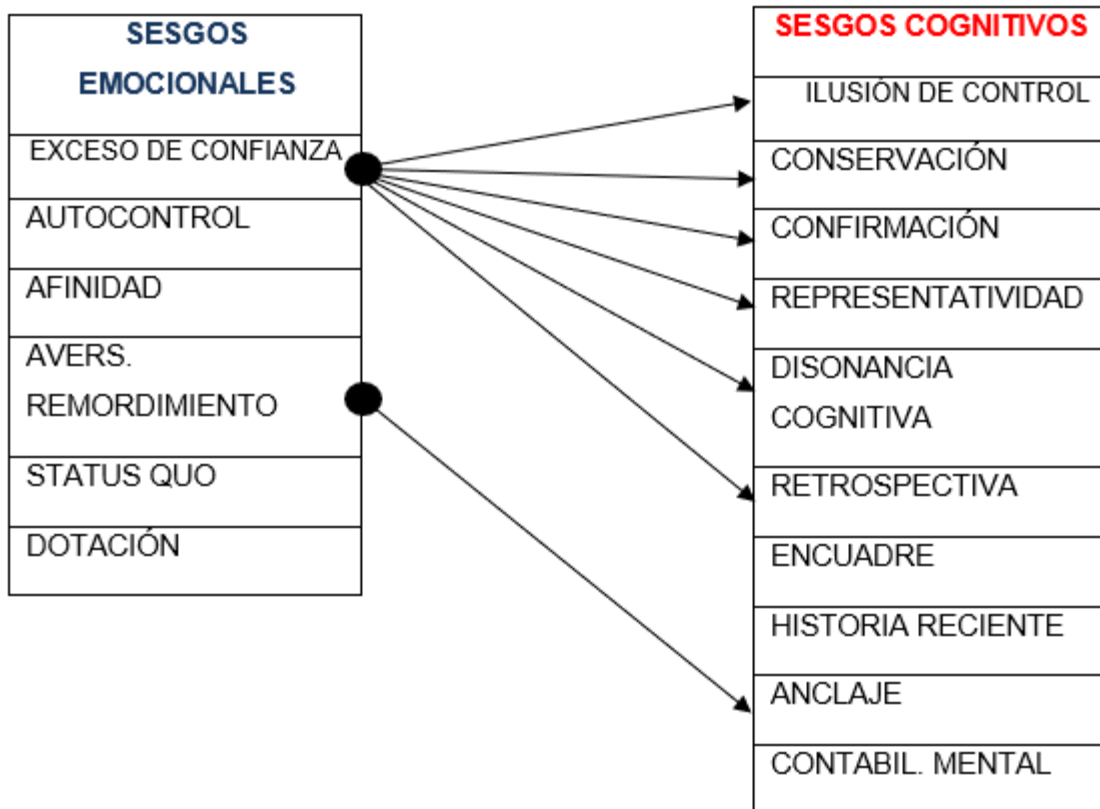 SESGOS
EMOCIONALES
EXCESO DE CONFIANZA
AUTOCONTROL
AFINIDAD
AVERS.
REMORDIMIENTO
STATUS QUO
DOTACIÓN
SESGOS COGNITIVOS
ILUSIÓN DE CONTROL
CONSERVACIÓN
CONFIRMACIÓN
REPRESENTATIVIDAD
DISONANCIA
COGNITIVA
RETROSPECTIVA
ENCUADRE
HISTORIA RECIENTE
ANCLAJE
CONTABIL. MENTAL